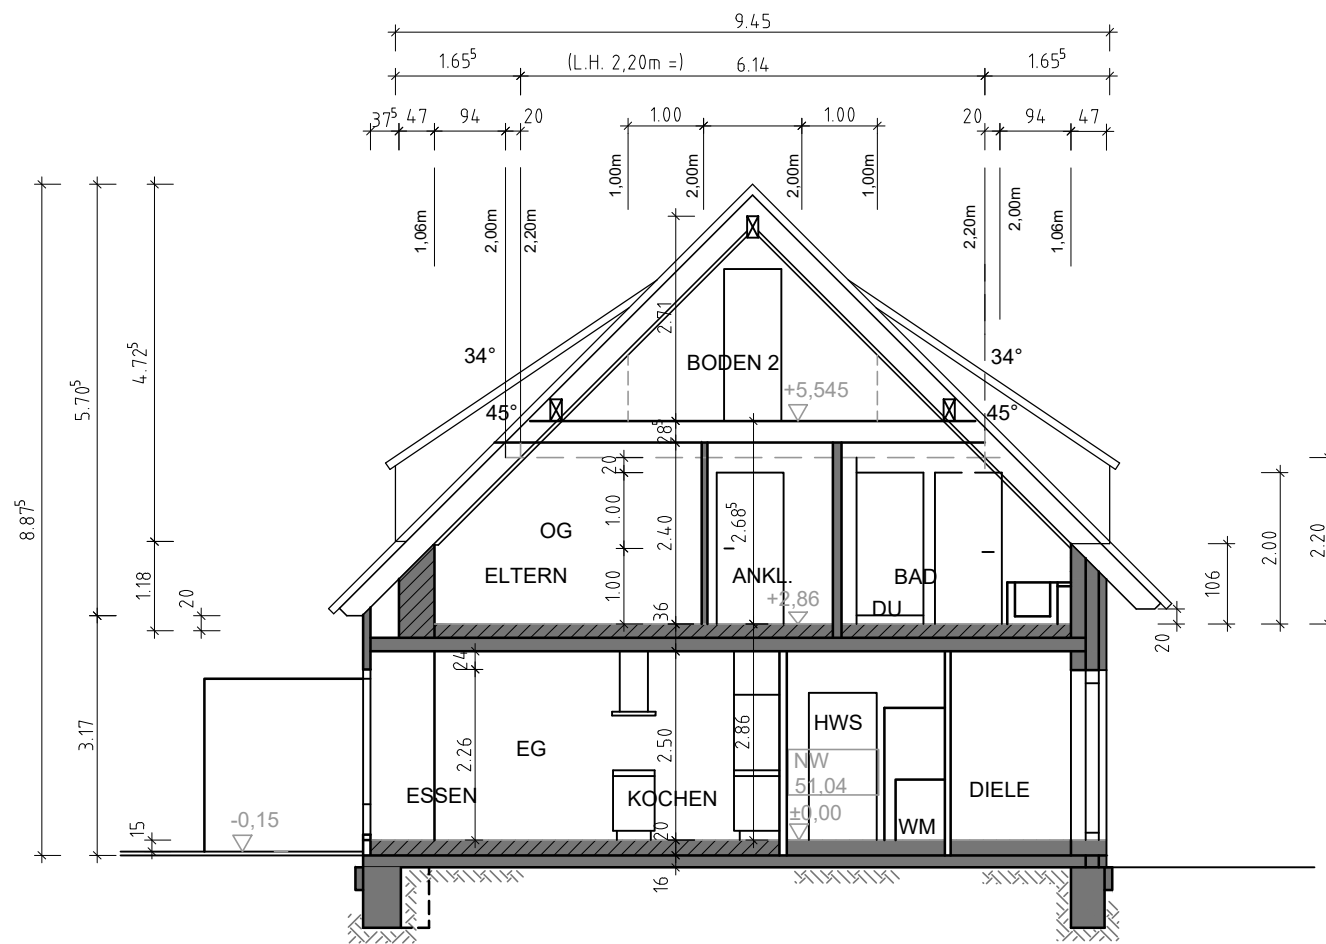 9.45
1.65⁵ (L.H. 2,20m =) 6.14 1.65⁵
37⁵ 47 94 20 1.00 1.00 20 94 47
1,06m 2,00m 2,20m 1,00m 2,00m 2,00m 1,00m 2,20m 2,00m 1,06m
8.87⁵
5.70⁵
3.17
4.72⁵
1.18
20
15
34° 34°
45° 45°
2.71
BODEN 2
+5,545
28⁵
20
1.00
1.00
2.40
2.68⁵
OG
ELTERN
ANKL.
BAD
DU
+2,86
36
106
2.00
2.20
20
24
2.26
2.50
2.86
EG
ESSEN
KOCHEN
HWS
NW
51,04
±0,00
WM
DIELE
-0,15
20
16